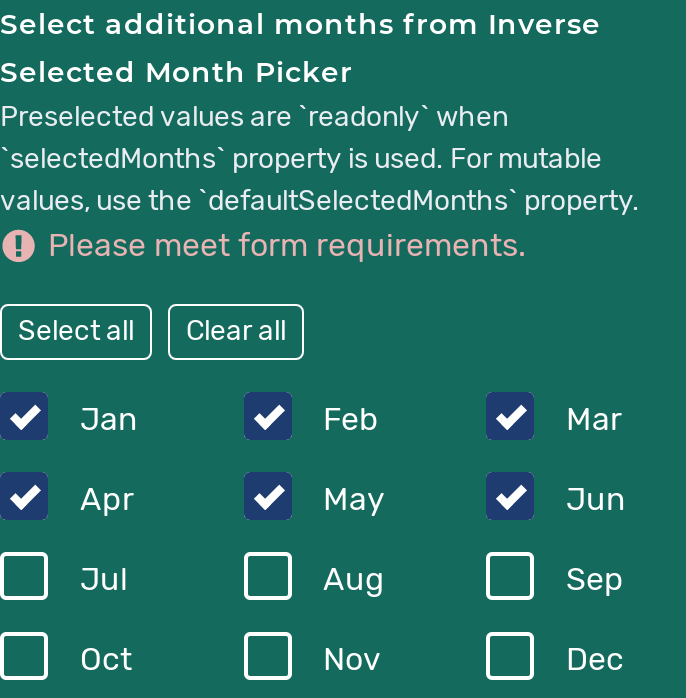 Select additional months from Inverse
Selected Month Picker
Preselected values are `readonly` when
`selectedMonths` property is used. For mutable
values, use the `defaultSelectedMonths` property.
Please meet form requirements.
Select all Clear all
Jan Feb Mar
Apr May Jun
Jul Aug Sep
Oct Nov Dec